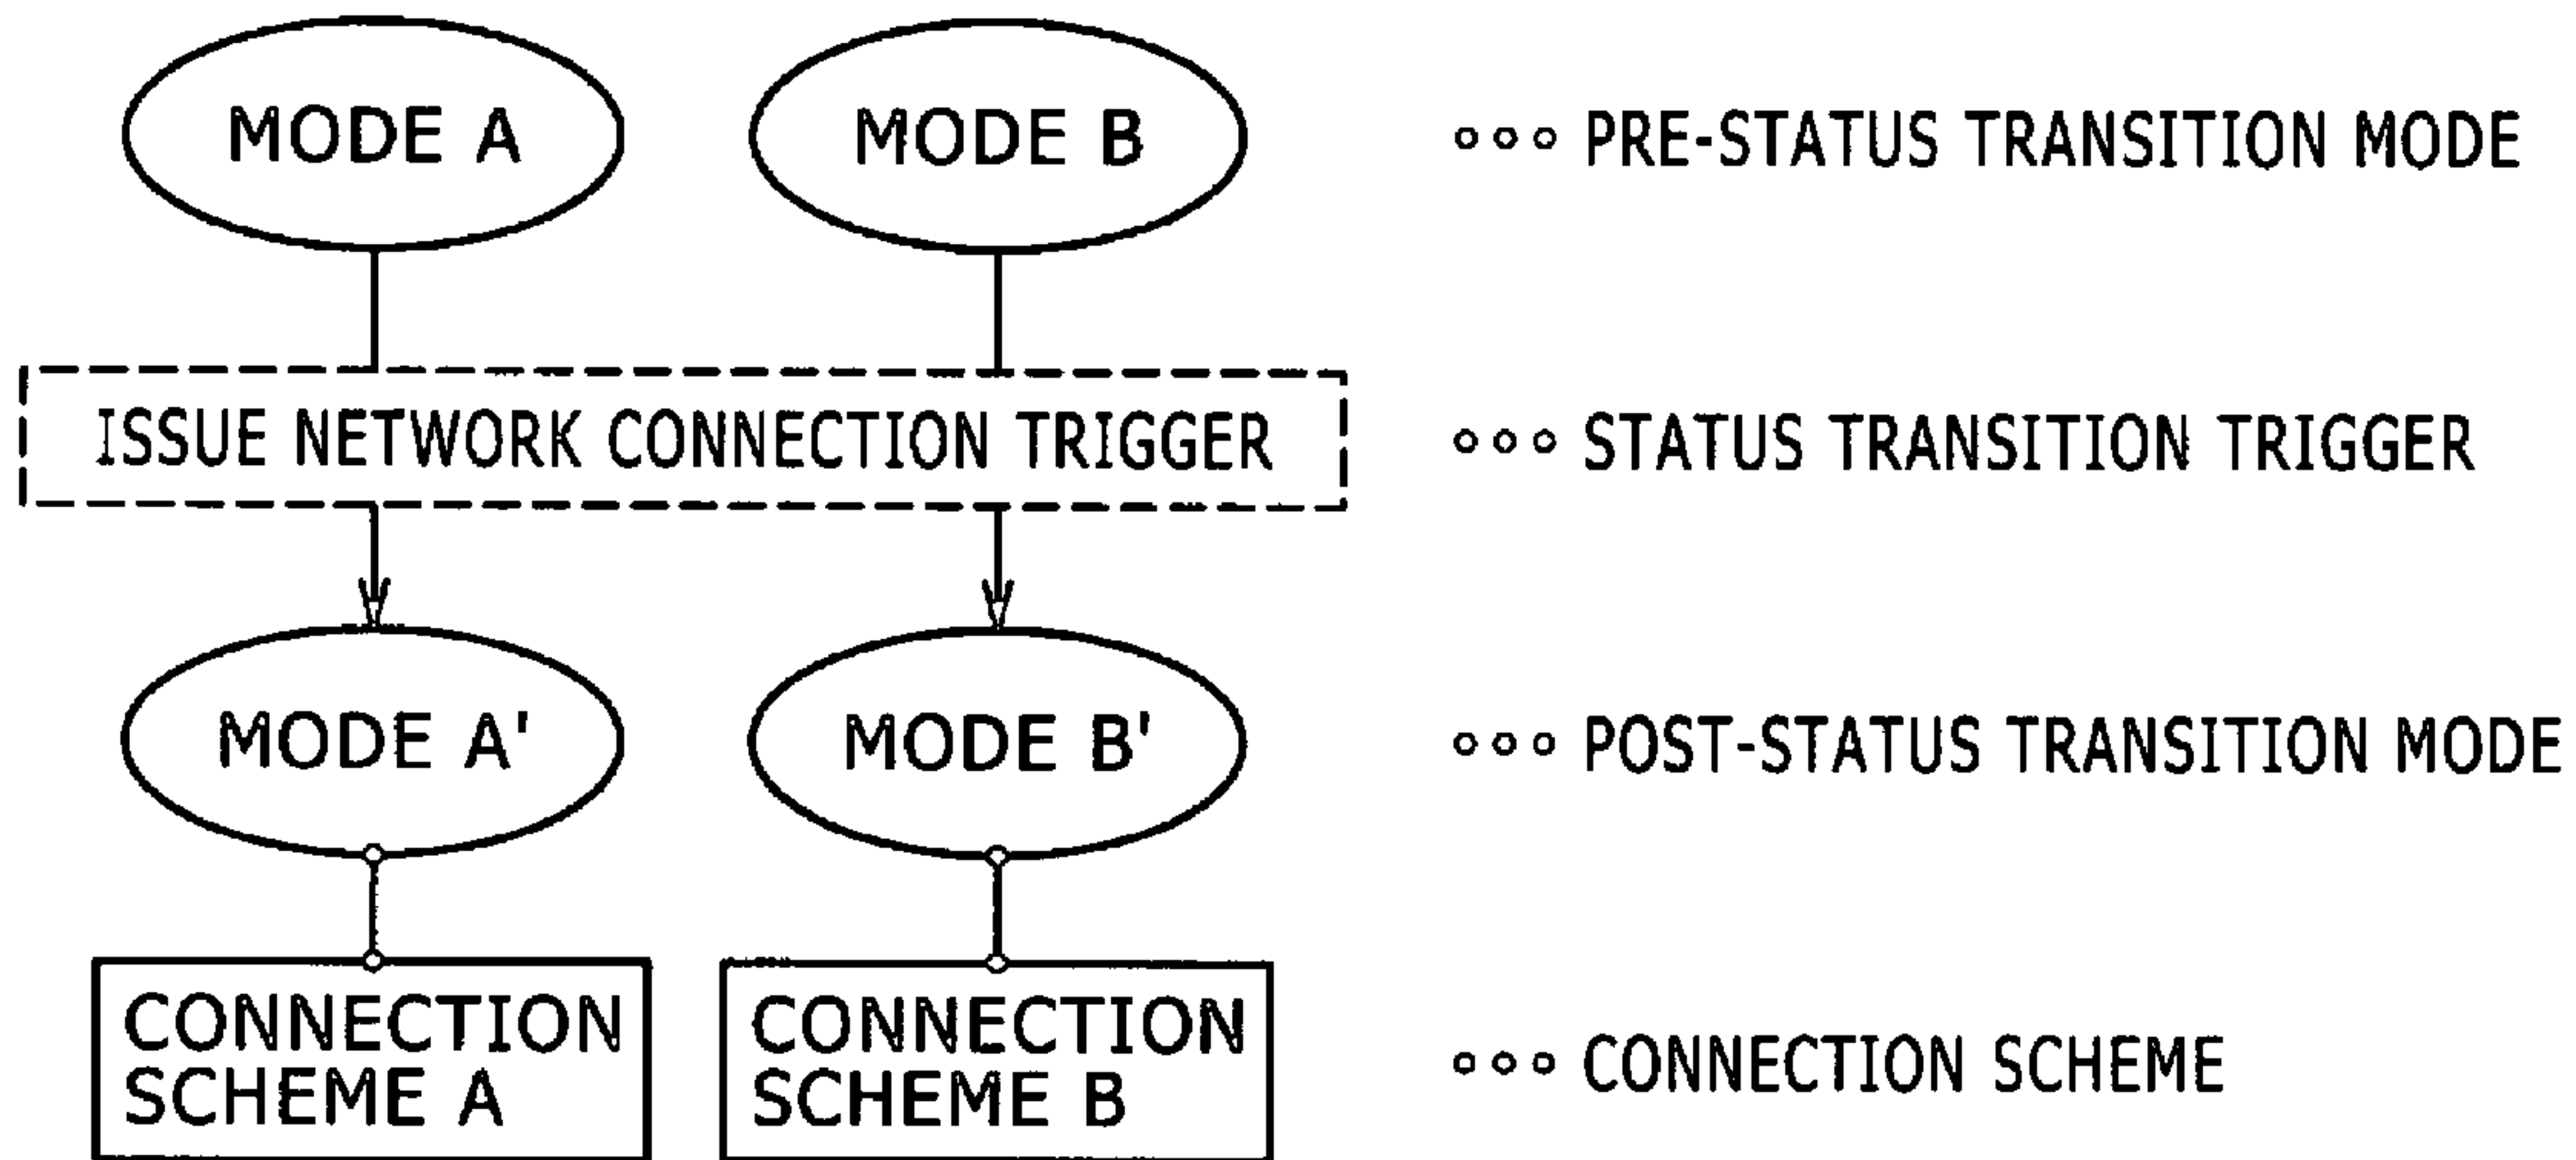 MODE A
MODE B
∘∘∘ PRE-STATUS TRANSITION MODE
ISSUE NETWORK CONNECTION TRIGGER
∘∘∘ STATUS TRANSITION TRIGGER
MODE A'
MODE B'
∘∘∘ POST-STATUS TRANSITION MODE
CONNECTION
SCHEME A
CONNECTION
SCHEME B
∘∘∘ CONNECTION SCHEME